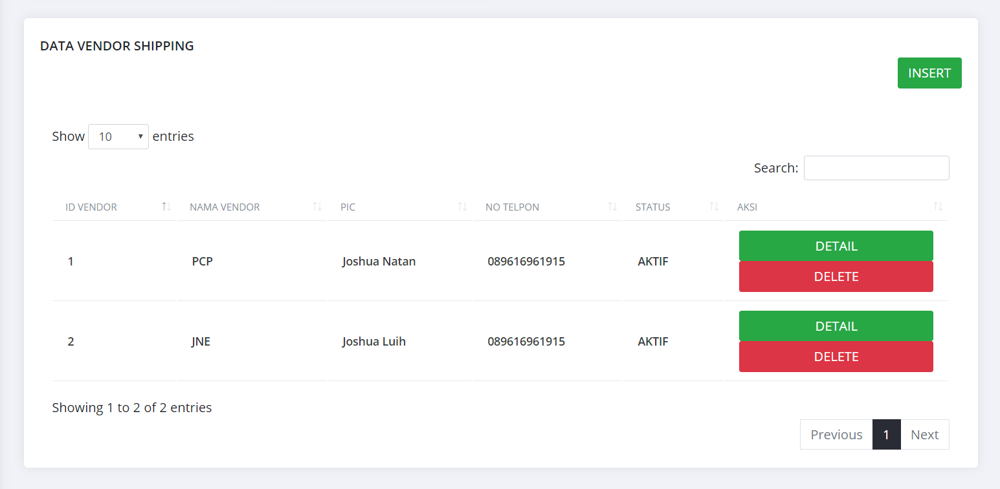 DATA VENDOR SHIPPING
INSERT
Show 10 entries
Search:
ID VENDOR NAMA VENDOR PIC NO TELPON STATUS AKSI
1 PCP Joshua Natan 089616961915 AKTIF DETAIL
DELETE
2 JNE Joshua Luih 089616961915 AKTIF DETAIL
DELETE
Showing 1 to 2 of 2 entries
Previous 1 Next